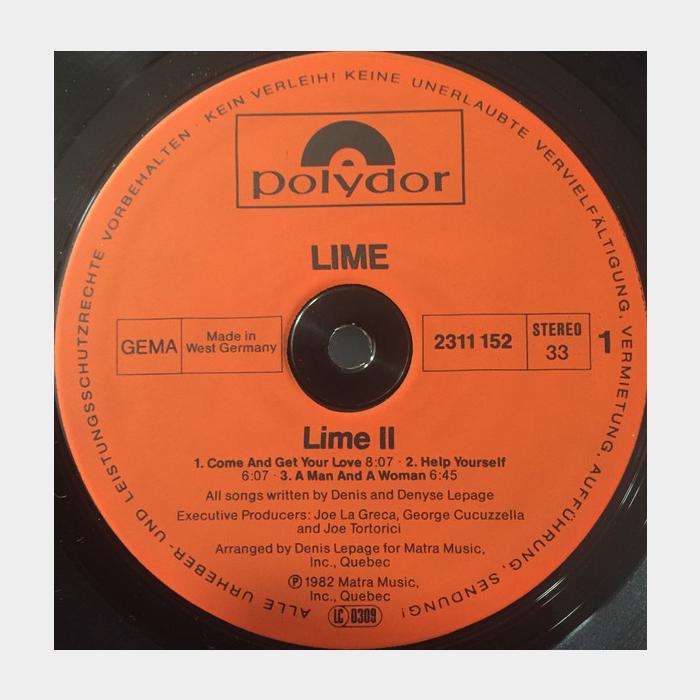 ALLE URHEBER- UND LEISTUNGSSCHUTZRECHTE VORBEHALTEN · KEIN VERLEIH! KEINE UNERLAUBTE VERVIELFÄLTIGUNG, VERMIETUNG, AUFFÜHRUNG, SENDUNG!
polydor
LIME
GEMA
Made in
West Germany
2311 152
STEREO
33
1
Lime II
1. Come And Get Your Love 8:07 · 2. Help Yourself
6:07 · 3. A Man And A Woman 6:45
All songs written by Denis and Denyse Lepage
Executive Producers: Joe La Greca, George Cucuzzella
and Joe Tortorici
Arranged by Denis Lepage for Matra Music,
Inc., Quebec
Ⓟ 1982 Matra Music,
Inc., Quebec
LC 0309